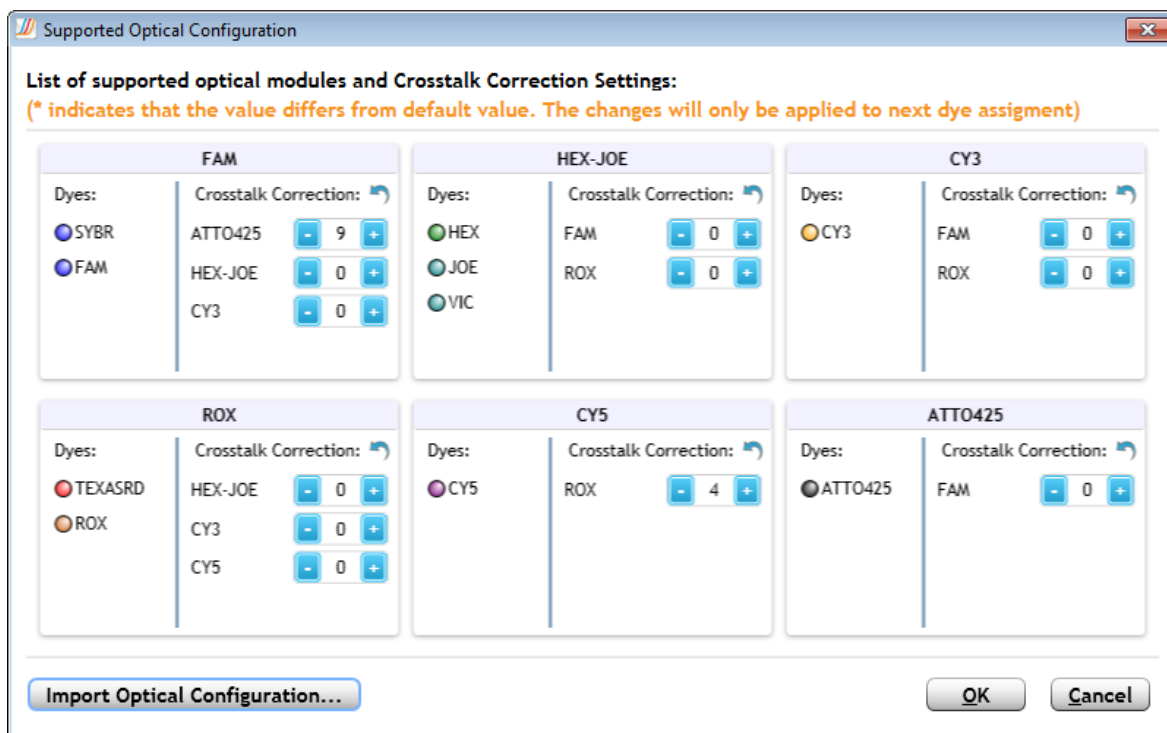 Supported Optical Configuration
List of supported optical modules and Crosstalk Correction Settings:
(* indicates that the value differs from default value. The changes will only be applied to next dye assigment)
FAM
Dyes:
SYBR
FAM
Crosstalk Correction:
ATTO425 - 9 +
HEX-JOE - 0 +
CY3 - 0 +
HEX-JOE
Dyes:
HEX
JOE
VIC
Crosstalk Correction:
FAM - 0 +
ROX - 0 +
CY3
Dyes:
CY3
Crosstalk Correction:
FAM - 0 +
ROX - 0 +
ROX
Dyes:
TEXASRD
ROX
Crosstalk Correction:
HEX-JOE - 0 +
CY3 - 0 +
CY5 - 0 +
CY5
Dyes:
CY5
Crosstalk Correction:
ROX - 4 +
ATTO425
Dyes:
ATTO425
Crosstalk Correction:
FAM - 0 +
Import Optical Configuration...
OK
Cancel